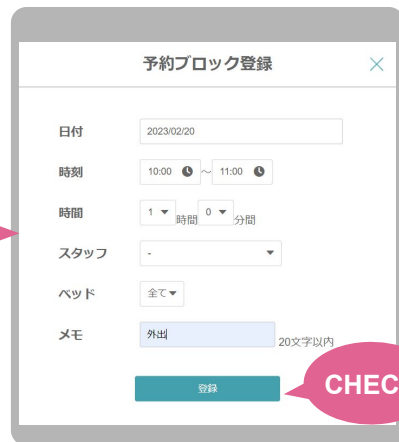 予約ブロック登録
日付 2023/02/20
時刻 10:00 ～ 11:00
時間 1 時間 0 分間
スタッフ -
ベッド 全て
メモ 外出 20文字以内
登録
CHEC